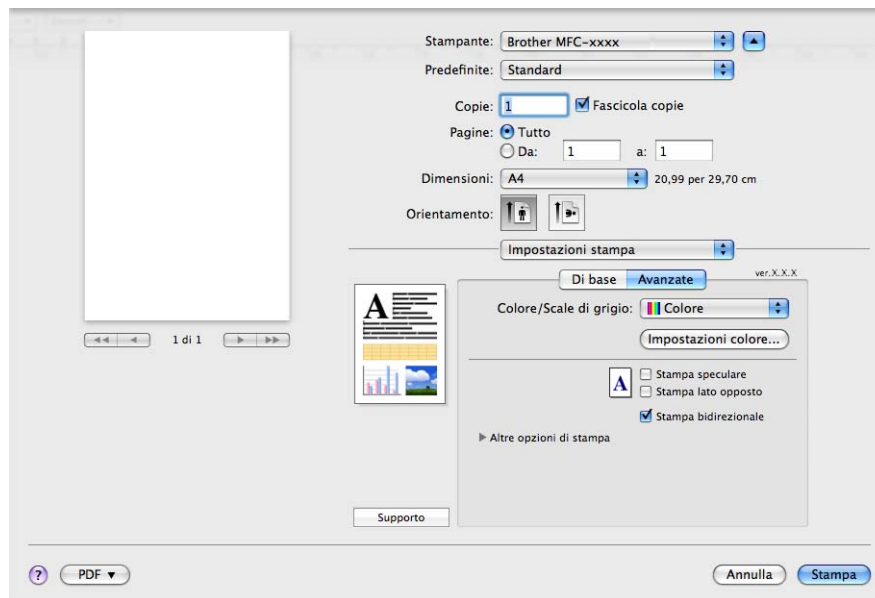 Stampante: Brother MFC-xxxx
Predefinite: Standard
Copie: 1 Fascicola copie
Pagine: Tutto
Da: 1 a: 1
Dimensioni: A4 20,99 per 29,70 cm
Orientamento:
Impostazioni stampa
ver.X.X.X
Di base Avanzate
Colore/Scale di grigio: Colore
Impostazioni colore...
A
1 di 1
A
Stampa speculare
Stampa lato opposto
Stampa bidirezionale
Altre opzioni di stampa
Supporto
? PDF ▼ Annulla Stampa